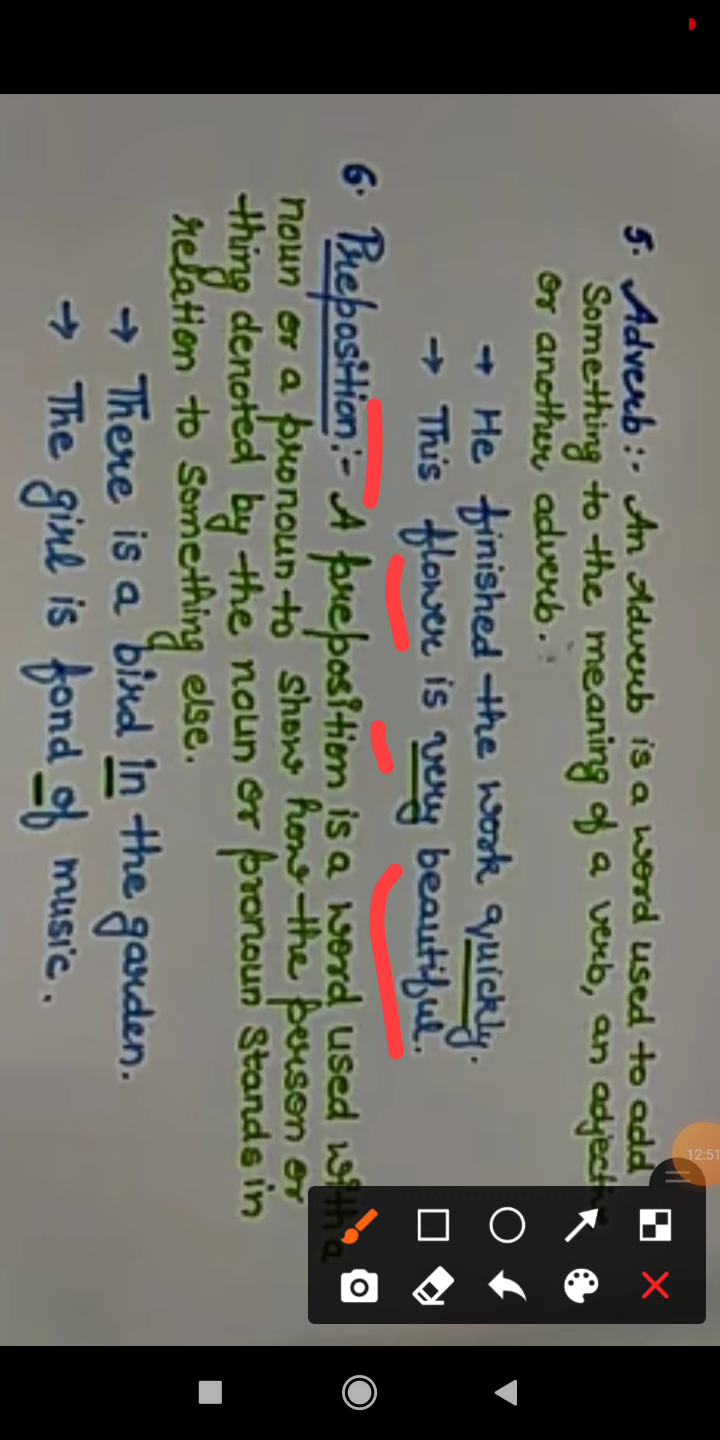 5. Adverb :- An Adverb is a word used to add
Something to the meaning of a verb, an adjective
or another adverb.
→ He finished the work quickly.
→ This flower is very beautiful.
6. Preposition :- A preposition is a word used with a
noun or a pronoun to show how the person or
thing denoted by the noun or pronoun stands in
relation to something else.
→ There is a bird in the garden.
→ The girl is fond of music.
12:51